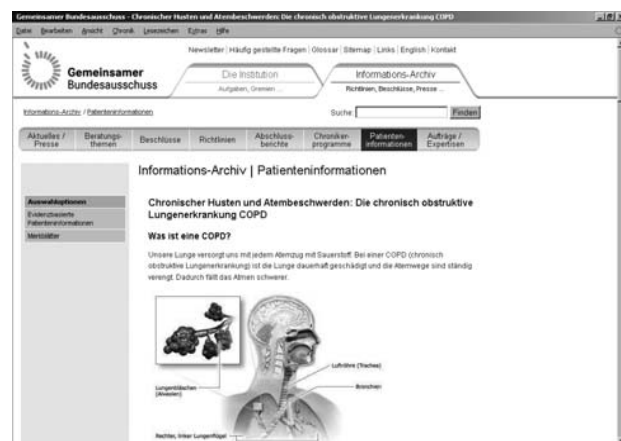 Gemeinsamer Bundesausschuss - Chronischer Husten und Atembeschwerden: Die chronisch obstruktive Lungenerkrankung COPD
Datei Bearbeiten Ansicht Chronik Lesezeichen Extras Hilfe
Newsletter | Häufig gestellte Fragen | Glossar | Sitemap | Links | English | Kontakt
Gemeinsamer
Bundesausschuss
Die Institution
Aufgaben, Gremien ...
Informations-Archiv
Richtlinien, Beschlüsse, Presse ...
Informations-Archiv / Patienteninformationen
Suche: Finden
Aktuelles /
Presse
Beratungs-
themen
Beschlüsse
Richtlinien
Abschluss-
berichte
Chroniker-
programme
Patienten-
informationen
Aufträge /
Expertisen
Informations-Archiv | Patienteninformationen
Auswahloptionen
Evidenzbasierte
Patienteninformationen
Merkblätter
Chronischer Husten und Atembeschwerden: Die chronisch obstruktive
Lungenerkrankung COPD
Was ist eine COPD?
Unsere Lunge versorgt uns mit jedem Atemzug mit Sauerstoff. Bei einer COPD (chronisch
obstruktive Lungenerkrankung) ist die Lunge dauerhaft geschädigt und die Atemwege sind ständig
verengt. Dadurch fällt das Atmen schwerer.
Luftröhre (Trachea)
Lungenbläschen
(Alveolen)
Bronchien
Rechter, linker Lungenflügel